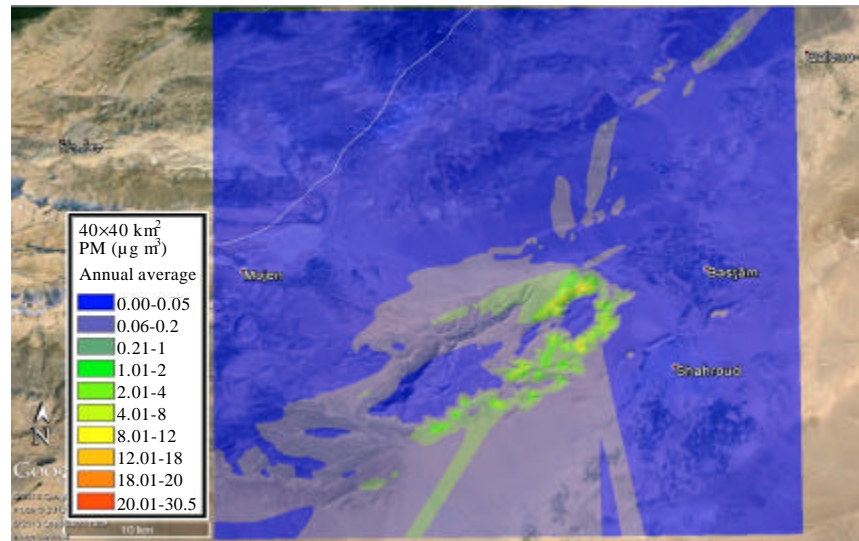 40×40 km²
PM (µg m³)
Annual average
0.00-0.05
0.06-0.2
0.21-1
1.01-2
2.01-4
4.01-8
8.01-12
12.01-18
18.01-20
20.01-30.5
Mojen
Bastam
Shahroud
N
Goo
10 km